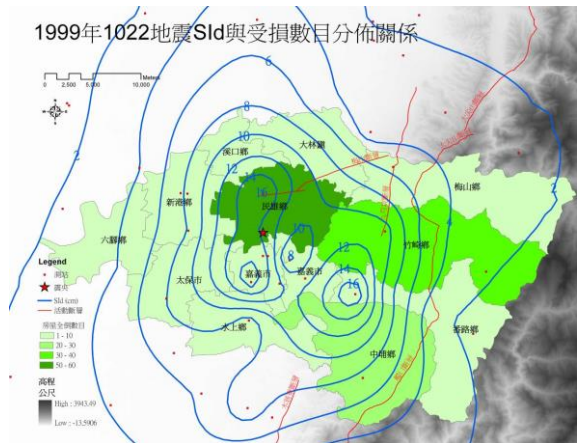 1999年1022地震SId與受損數目分佈關係
Meters
0 2,500 5,000 10,000
6
8
10
12
14
16
2
大林鎮
溪口鄉
梅山鄉
民雄鄉
新港鄉
六腳鄉
竹崎鄉
4
2
10
8
12
14
16
太保市
嘉義市
嘉義市
水上鄉
中埔鄉
番路鄉
Legend
測站
震央
SId (cm)
活動斷層
房屋全倒數目
1 - 10
20 - 30
30 - 40
50 - 60
高程
公尺
High : 3943.49
Low : -13.5906